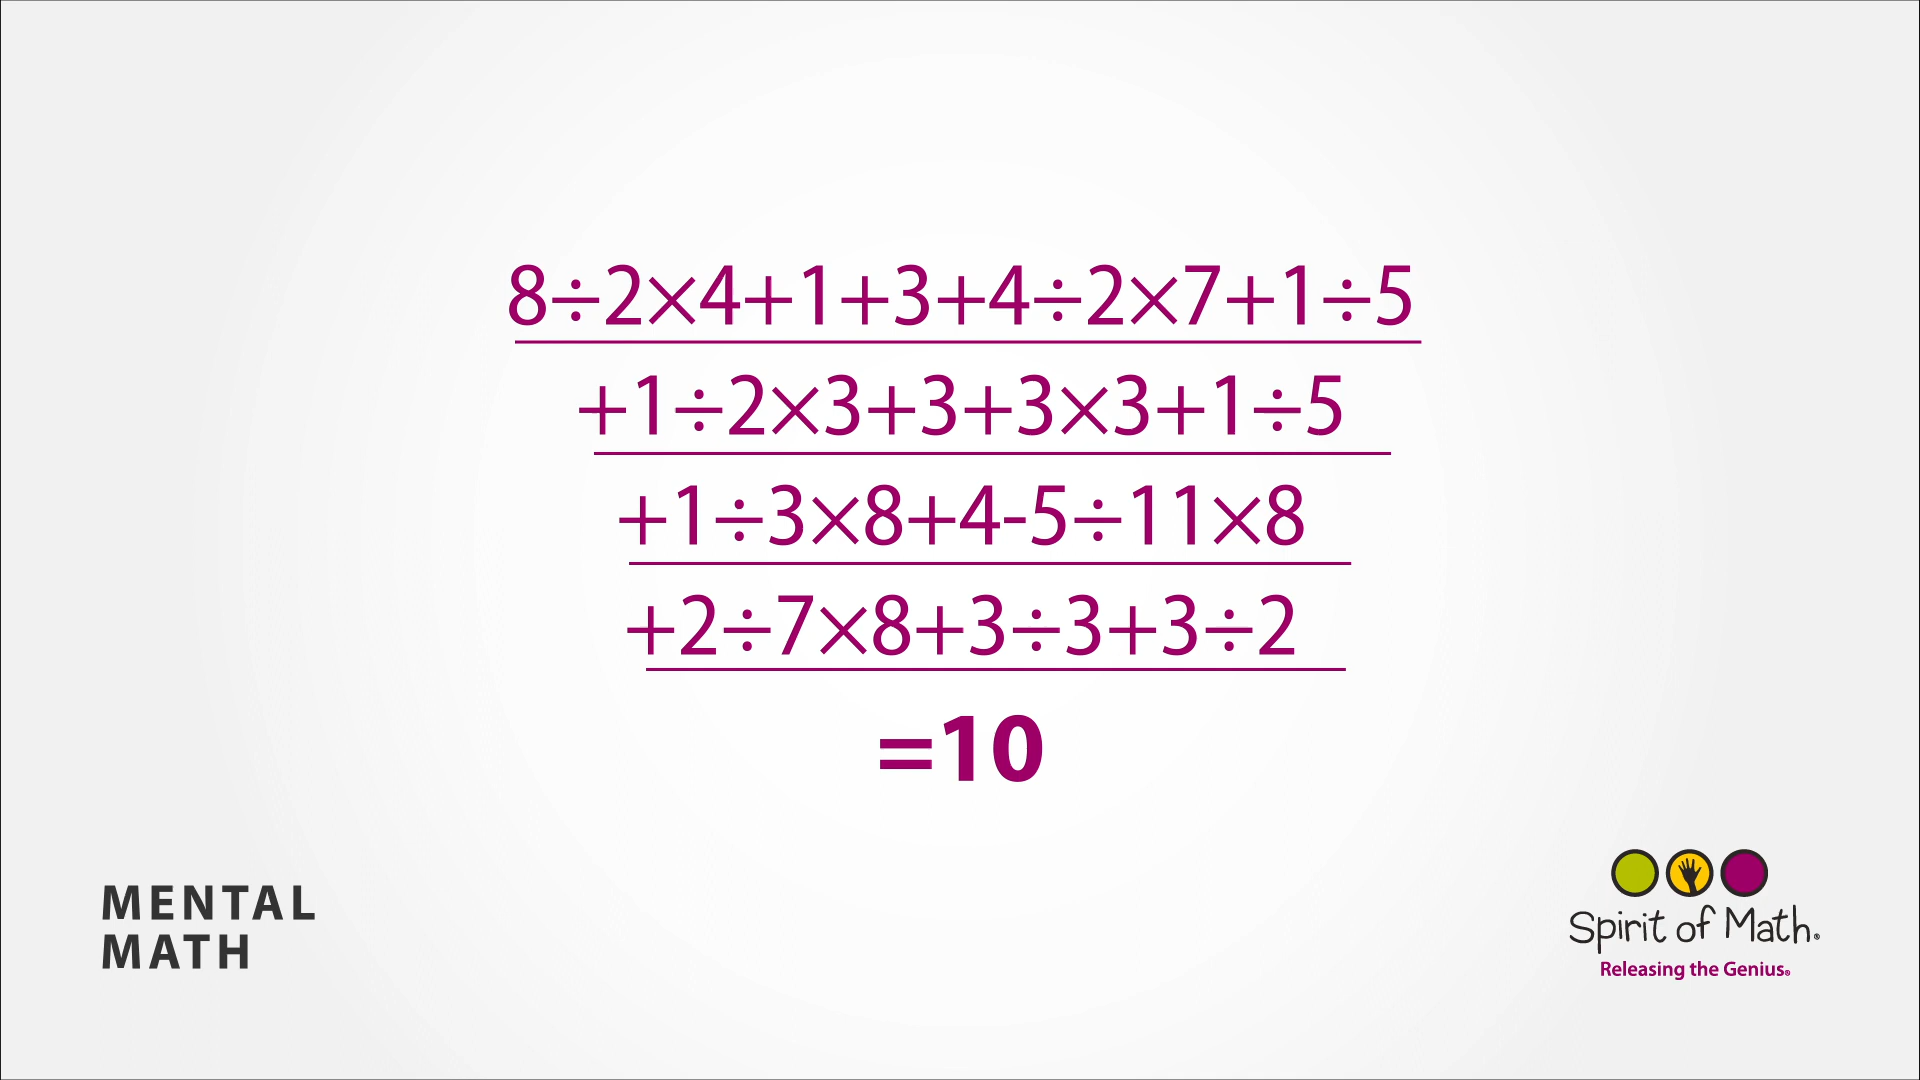 8÷2×4+1+3+4÷2×7+1÷5
+1÷2×3+3+3×3+1÷5
+1÷3×8+4-5÷11×8
+2÷7×8+3÷3+3÷2
=10
MENTAL
MATH
Spirit of Math®
Releasing the Genius®